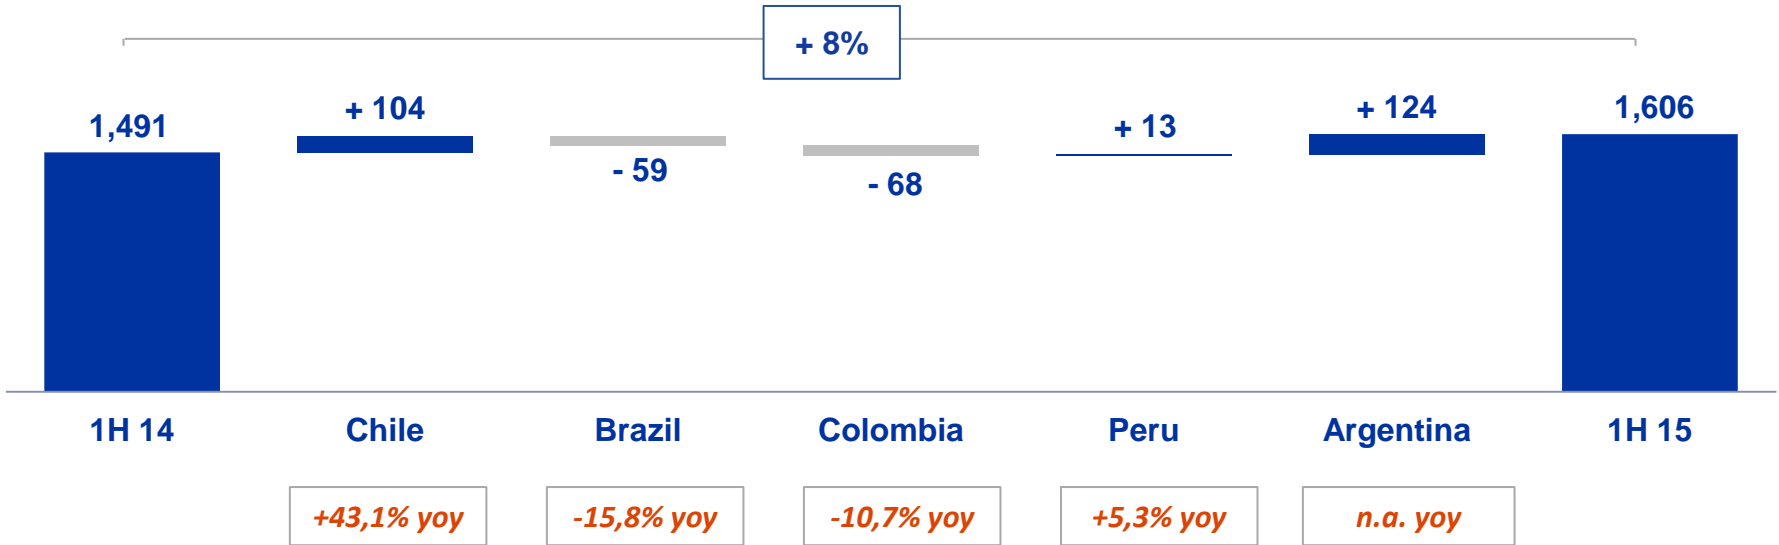 + 8%
1,491
+ 104
- 59
- 68
+ 13
+ 124
1,606
1H 14
Chile
Brazil
Colombia
Peru
Argentina
1H 15
+43,1% yoy
-15,8% yoy
-10,7% yoy
+5,3% yoy
n.a. yoy